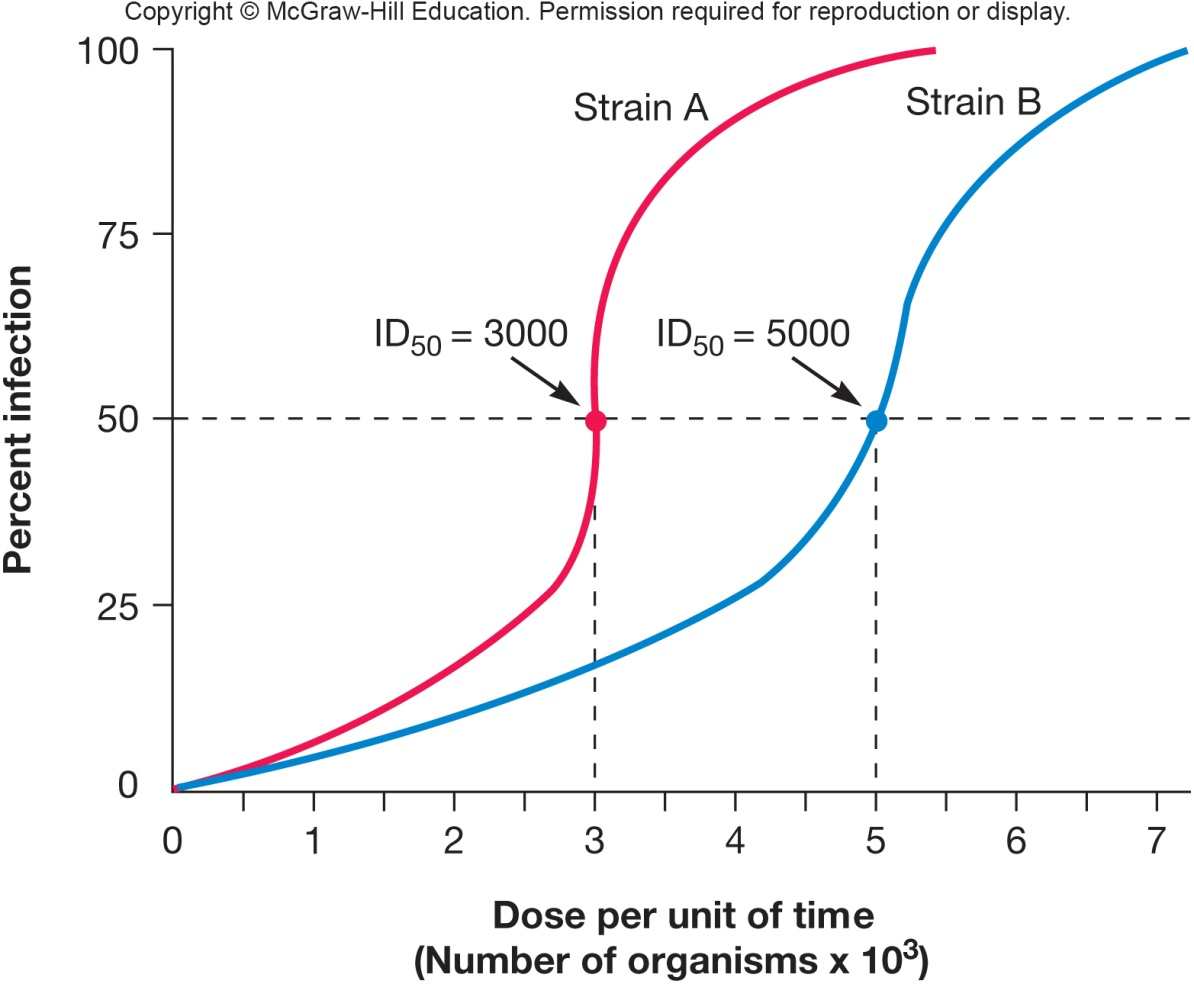 Copyright © McGraw-Hill Education. Permission required for reproduction or display.
100
Strain A
Strain B
75
ID50 = 3000
ID50 = 5000
50
25
0
0 1 2 3 4 5 6 7
Percent infection
Dose per unit of time
(Number of organisms x 10³)